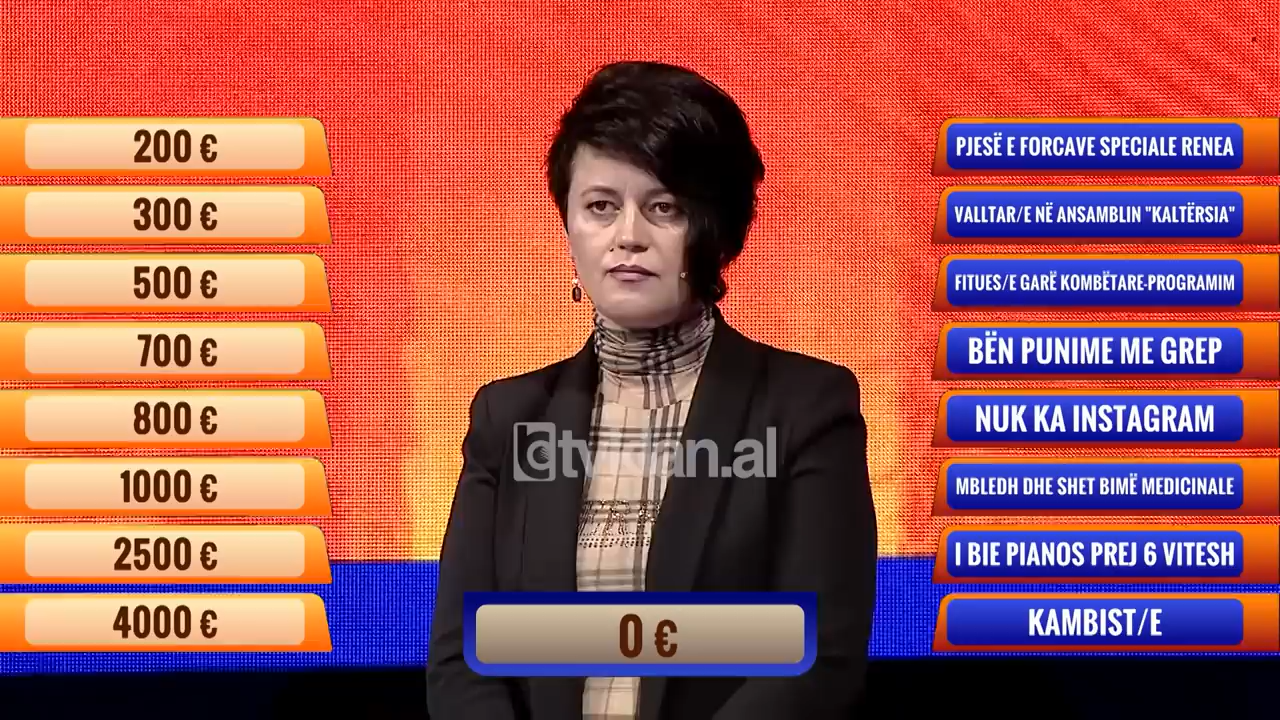 200 €
300 €
500 €
700 €
800 €
1000 €
2500 €
4000 €
PJESË E FORCAVE SPECIALE RENEA
VALLTAR/E NË ANSAMBLIN "KALTËRSIA"
FITUES/E GARË KOMBËTARE-PROGRAMIM
BËN PUNIME ME GREP
NUK KA INSTAGRAM
MBLEDH DHE SHET BIMË MEDICINALE
I BIE PIANOS PREJ 6 VITESH
KAMBIST/E
tvklan.al
0 €